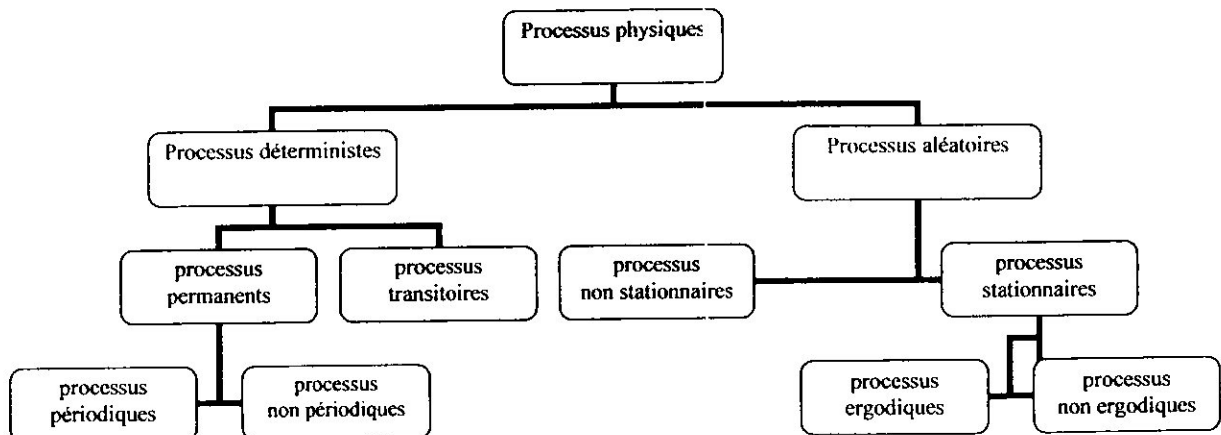 Processus physiques
Processus déterministes
Processus aléatoires
processus
permanents
processus
transitoires
processus
non stationnaires
processus
stationnaires
processus
périodiques
processus
non périodiques
processus
ergodiques
processus
non ergodiques